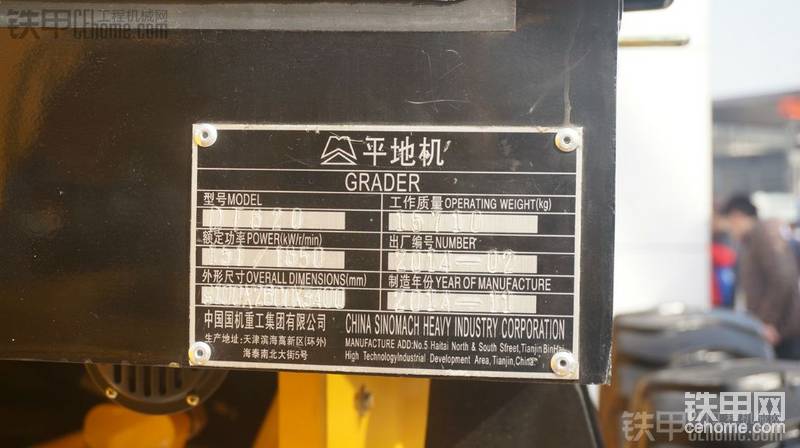 铁甲 工程机械网
cehome.com
平地机
GRADER
型号MODEL
工作质量OPERATING WEIGHT(kg)
额定功率POWER(kW/r/min)
出厂编号NUMBER
2014-02
外形尺寸OVERALL DIMENSIONS(mm)
制造年份YEAR OF MANUFACTURE
中国国机重工集团有限公司
CHINA SINOMACH HEAVY INDUSTRY CORPORATION
生产地址:天津滨海高新区(环外)
海泰南北大街5号
MANUFACTURE ADD:No.5 Haitai North & South Street,TianjinBinHai
High TechnologyIndustrial Development Area,Tianjin,China.
铁甲网
cehome.com